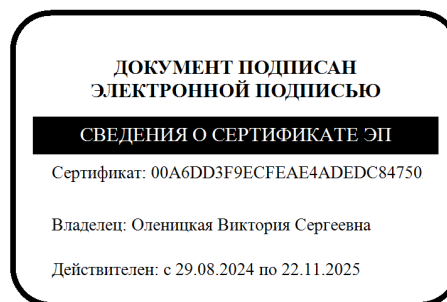 ДОКУМЕНТ ПОДПИСАН
ЭЛЕКТРОННОЙ ПОДПИСЬЮ
СВЕДЕНИЯ О СЕРТИФИКАТЕ ЭП
Сертификат: 00A6DD3F9ECFEAE4ADEDC84750
Владелец: Оленицкая Виктория Сергеевна
Действителен: с 29.08.2024 по 22.11.2025